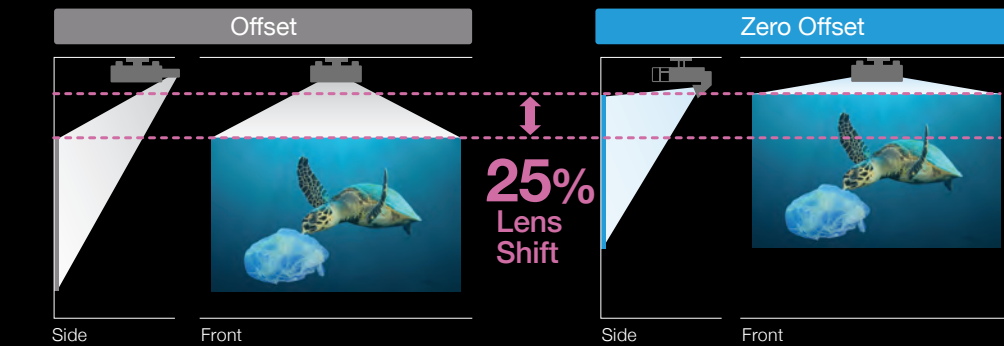 Offset
Zero Offset
25%
Lens
Shift
Side
Front
Side
Front